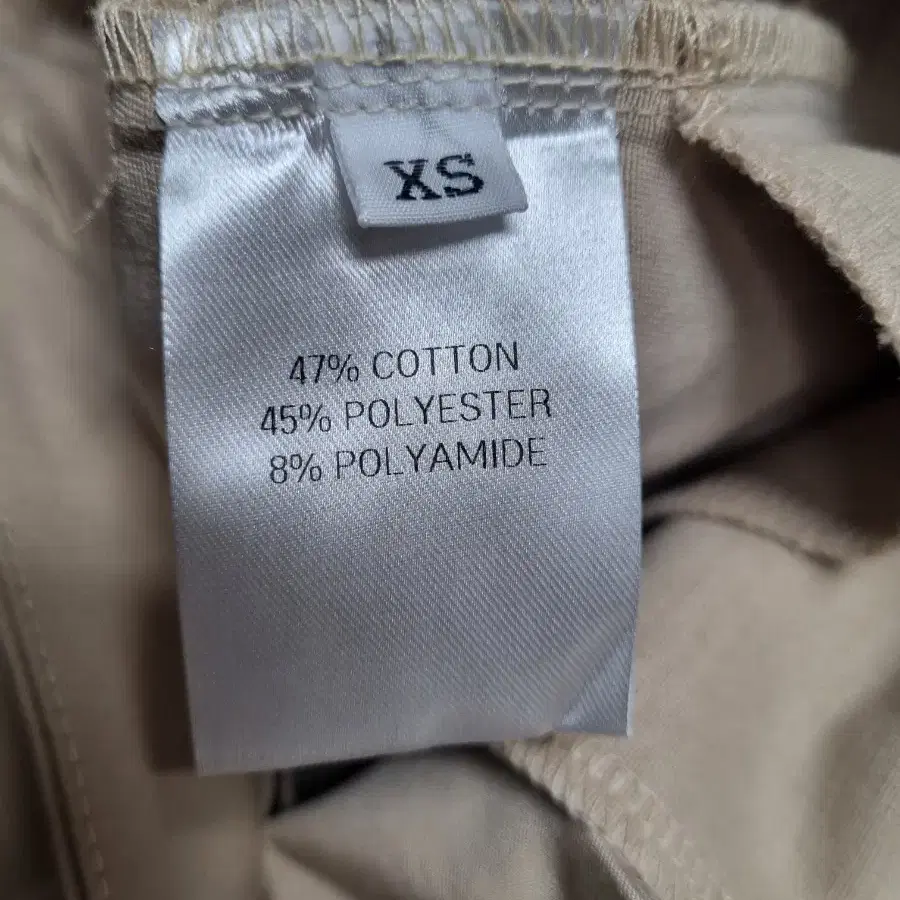 XS
47% COTTON
45% POLYESTER
8% POLYAMIDE